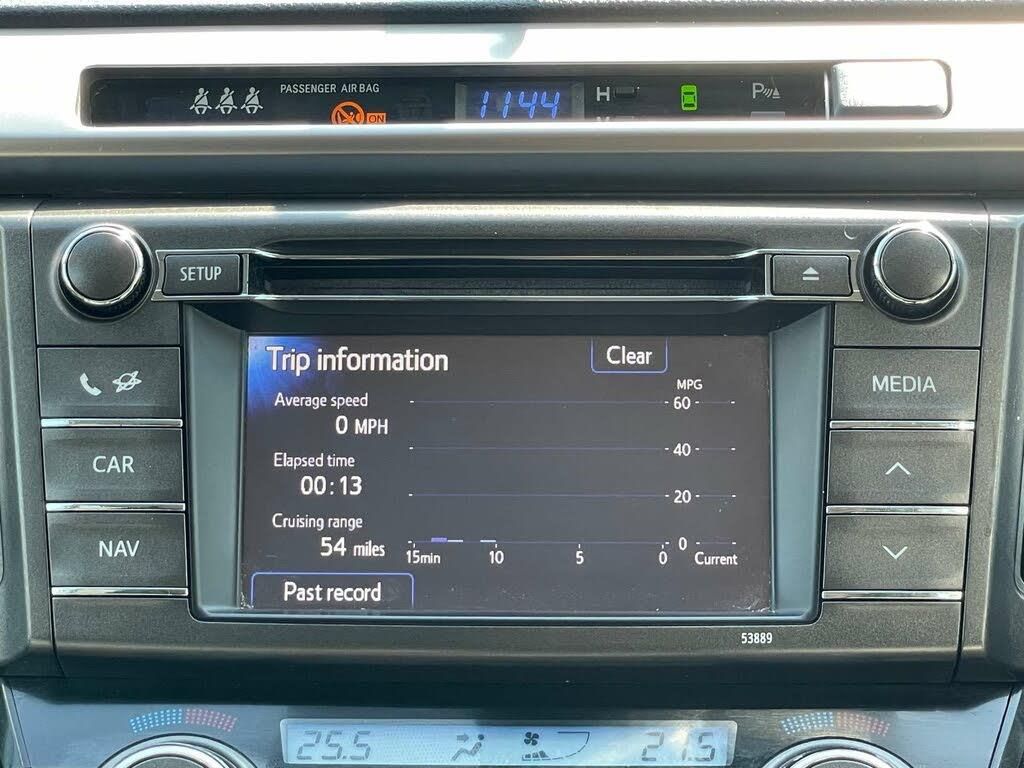 PASSENGER AIR BAG
ON
1144
H
P
SETUP
Trip information
Clear
Average speed
0 MPH
Elapsed time
00:13
Cruising range
54 miles
Past record
MPG
60
40
20
0
15min 10 5 0 Current
CAR
NAV
MEDIA
53889
25.5
21.5